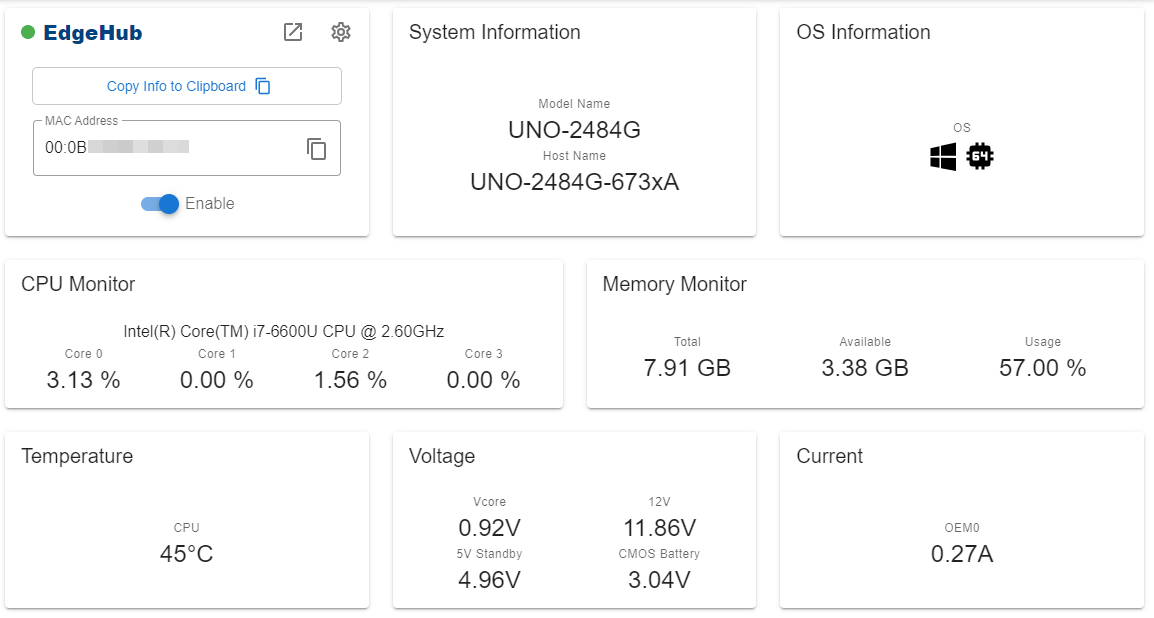 EdgeHub
Copy Info to Clipboard
MAC Address
00:0B
Enable
System Information
Model Name
UNO-2484G
Host Name
UNO-2484G-673xA
OS Information
OS
64
CPU Monitor
Intel(R) Core(TM) i7-6600U CPU @ 2.60GHz
Core 0 Core 1 Core 2 Core 3
3.13 % 0.00 % 1.56 % 0.00 %
Memory Monitor
Total Available Usage
7.91 GB 3.38 GB 57.00 %
Temperature
CPU
45°C
Voltage
Vcore 12V
0.92V 11.86V
5V Standby CMOS Battery
4.96V 3.04V
Current
OEM0
0.27A